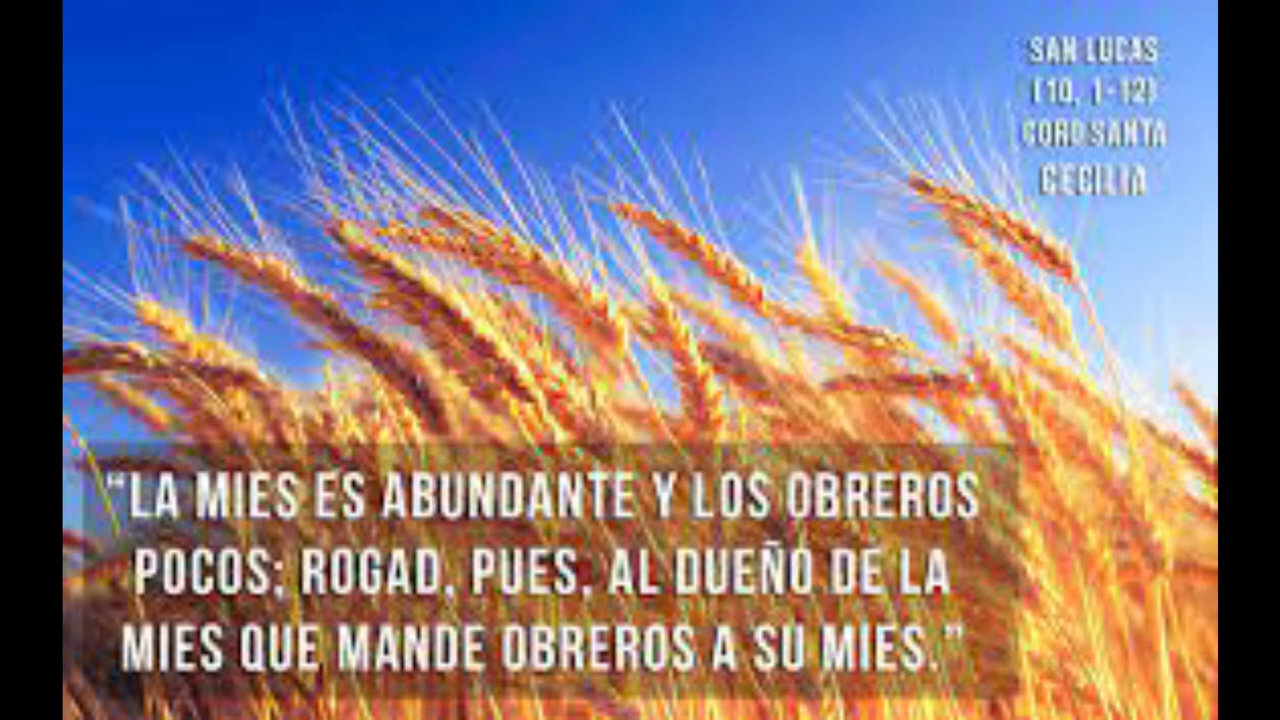 SAN LUCAS
(10, 1-12)
CORO SANTA
CECILIA
“LA MIES ES ABUNDANTE Y LOS OBREROS
POCOS; ROGAD, PUES, AL DUEÑO DE LA
MIES QUE MANDE OBREROS A SU MIES.”